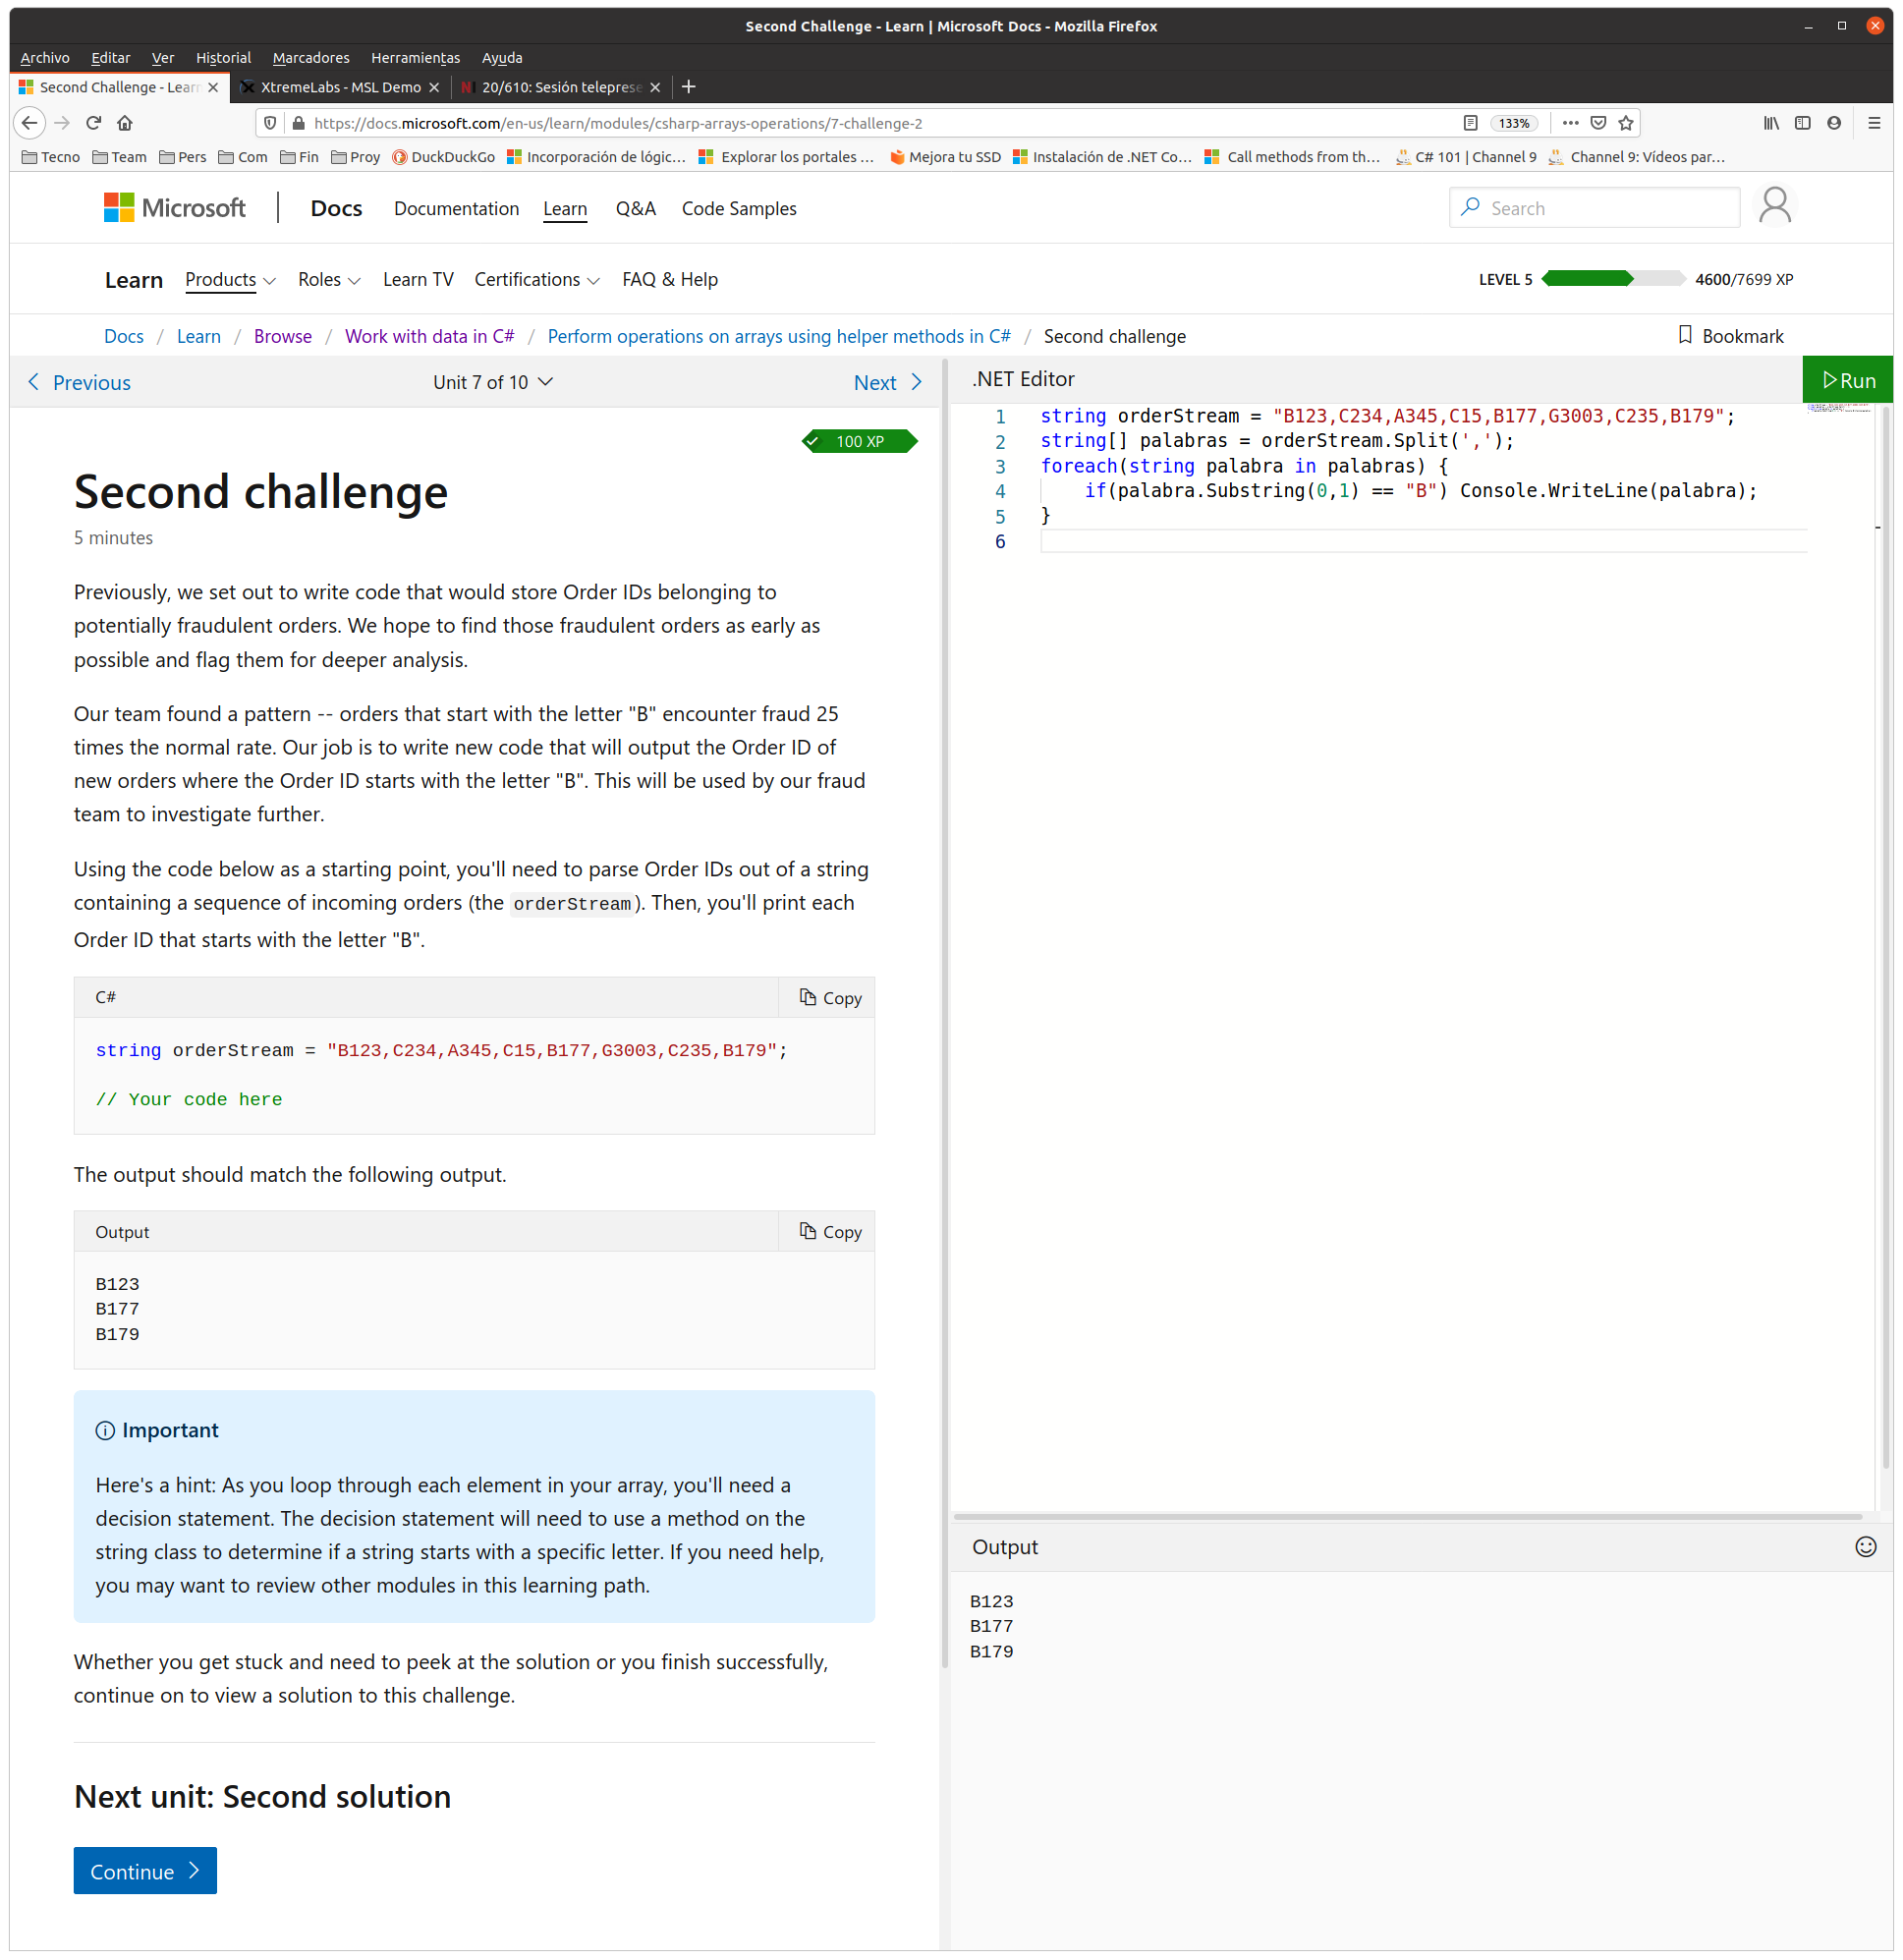 Second Challenge - Learn | Microsoft Docs - Mozilla Firefox
Archivo Editar Ver Historial Marcadores Herramientas Ayuda
Second Challenge - Learn XtremeLabs - MSL Demo 20/610: Sesión teleprese
https://docs.microsoft.com/en-us/learn/modules/csharp-arrays-operations/7-challenge-2 133%
Tecno Team Pers Com Fin Proy DuckDuckGo Incorporación de lógic... Explorar los portales ... Mejora tu SSD Instalación de .NET Co... Call methods from th... C# 101 | Channel 9 Channel 9: Vídeos par...
Microsoft Docs Documentation Learn Q&A Code Samples Search
Learn Products Roles Learn TV Certifications FAQ & Help LEVEL 5 4600/7699 XP
Docs / Learn / Browse / Work with data in C# / Perform operations on arrays using helper methods in C# / Second challenge Bookmark
Previous Unit 7 of 10 Next
100 XP
Second challenge
5 minutes
Previously, we set out to write code that would store Order IDs belonging to
potentially fraudulent orders. We hope to find those fraudulent orders as early as
possible and flag them for deeper analysis.
Our team found a pattern -- orders that start with the letter "B" encounter fraud 25
times the normal rate. Our job is to write new code that will output the Order ID of
new orders where the Order ID starts with the letter "B". This will be used by our fraud
team to investigate further.
Using the code below as a starting point, you'll need to parse Order IDs out of a string
containing a sequence of incoming orders (the orderStream). Then, you'll print each
Order ID that starts with the letter "B".
C# Copy
string orderStream = "B123,C234,A345,C15,B177,G3003,C235,B179";
// Your code here
The output should match the following output.
Output Copy
B123
B177
B179
Important
Here's a hint: As you loop through each element in your array, you'll need a
decision statement. The decision statement will need to use a method on the
string class to determine if a string starts with a specific letter. If you need help,
you may want to review other modules in this learning path.
Whether you get stuck and need to peek at the solution or you finish successfully,
continue on to view a solution to this challenge.
Next unit: Second solution
Continue
.NET Editor Run
1 string orderStream = "B123,C234,A345,C15,B177,G3003,C235,B179";
2 string[] palabras = orderStream.Split(',');
3 foreach(string palabra in palabras) {
4 if(palabra.Substring(0,1) == "B") Console.WriteLine(palabra);
5 }
6
Output
B123
B177
B179